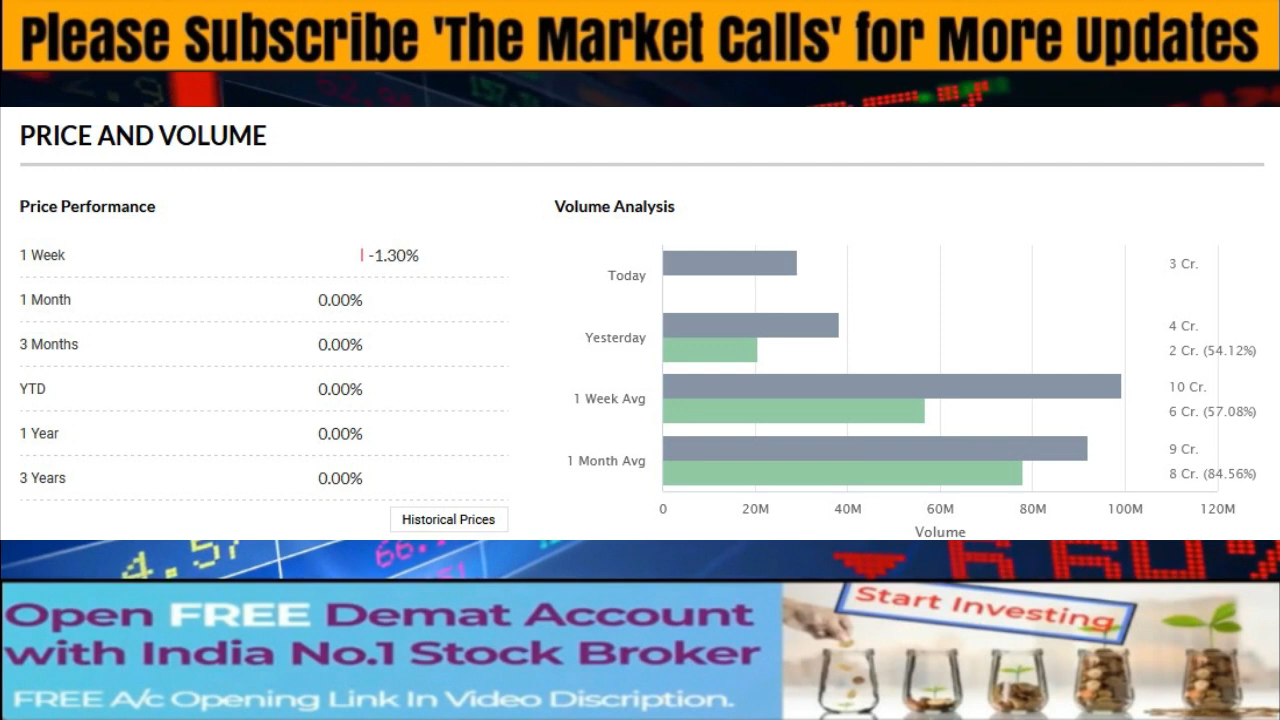 Please Subscribe 'The Market Calls' for More Updates
PRICE AND VOLUME
Price Performance
1 Week -1.30%
1 Month 0.00%
3 Months 0.00%
YTD 0.00%
1 Year 0.00%
3 Years 0.00%
Historical Prices
Volume Analysis
Today 3 Cr.
Yesterday 4 Cr.
2 Cr. (54.12%)
1 Week Avg 10 Cr.
6 Cr. (57.08%)
1 Month Avg 9 Cr.
8 Cr. (84.56%)
0 20M 40M 60M 80M 100M 120M
Volume
4.57
66.
Open FREE Demat Account
with India No.1 Stock Broker
FREE A/c Opening Link In Video Discription.
Start Investing